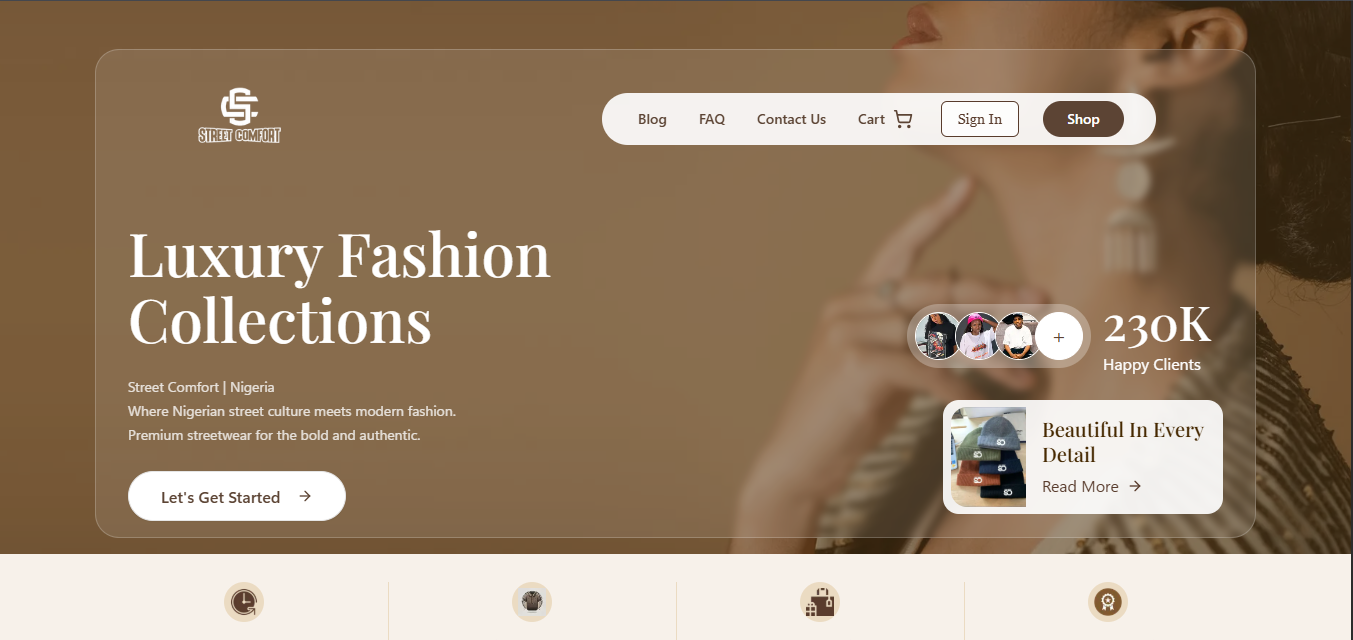 STREET COMFORT
Blog FAQ Contact Us Cart Sign In Shop
Luxury Fashion
Collections
Street Comfort | Nigeria
Where Nigerian street culture meets modern fashion.
Premium streetwear for the bold and authentic.
Let's Get Started
+
230K
Happy Clients
Beautiful In Every
Detail
Read More